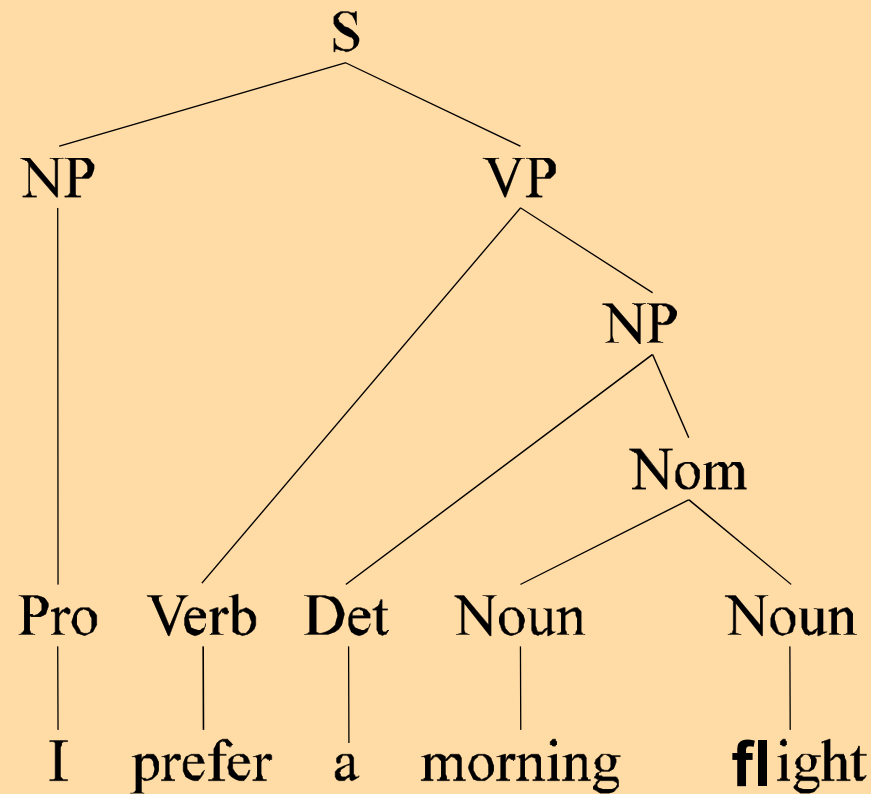 S
NP VP
NP
Nom
Pro Verb Det Noun Noun
I prefer a morning flight